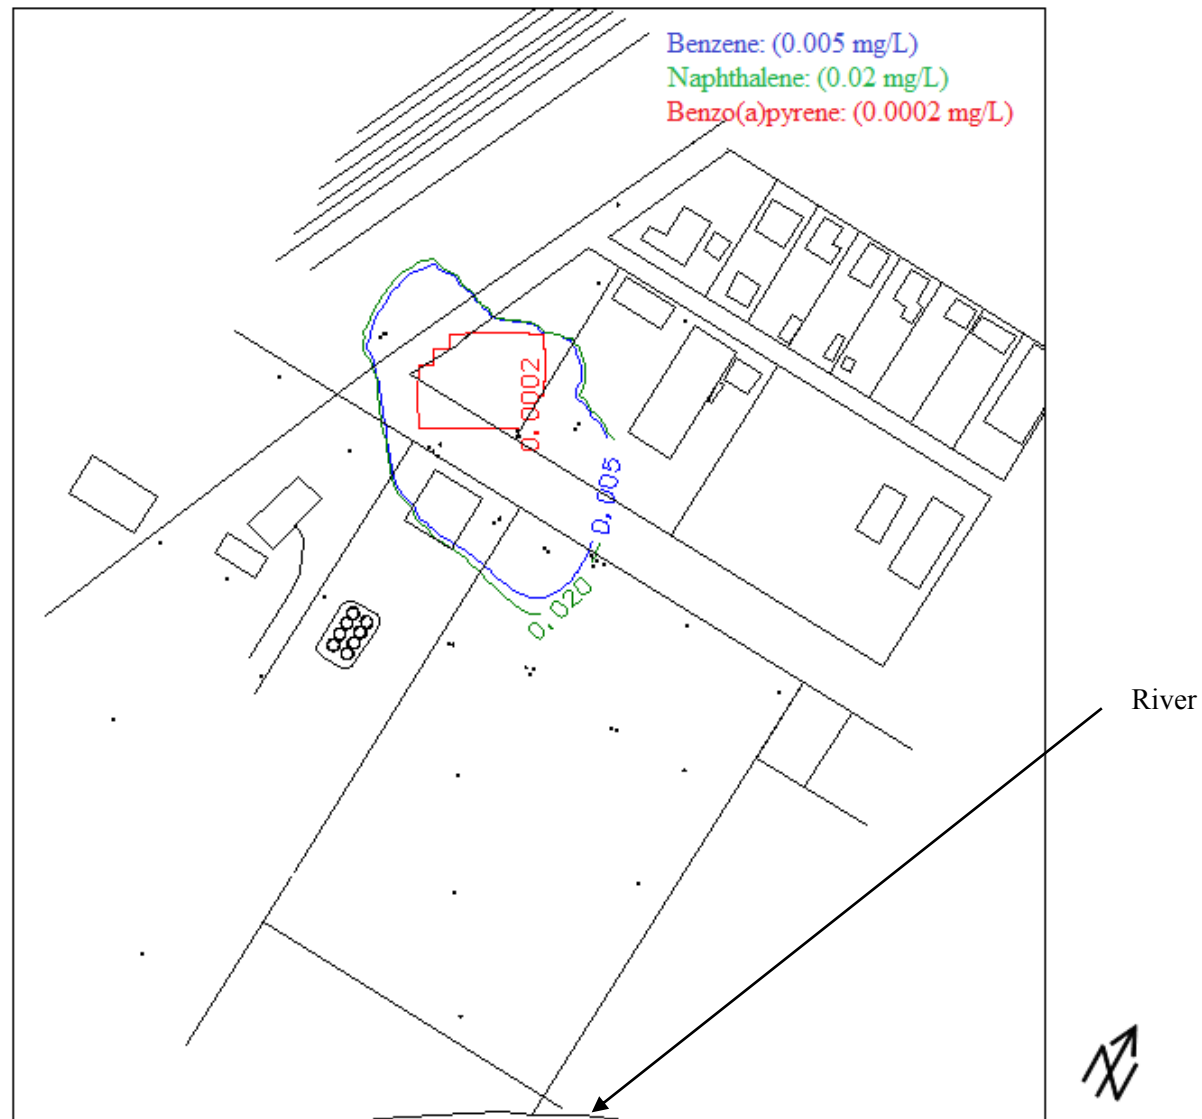 Benzene: (0.005 mg/L)
Naphthalene: (0.02 mg/L)
Benzo(a)pyrene: (0.0002 mg/L)
0,0002
0,005
0,020
River
N